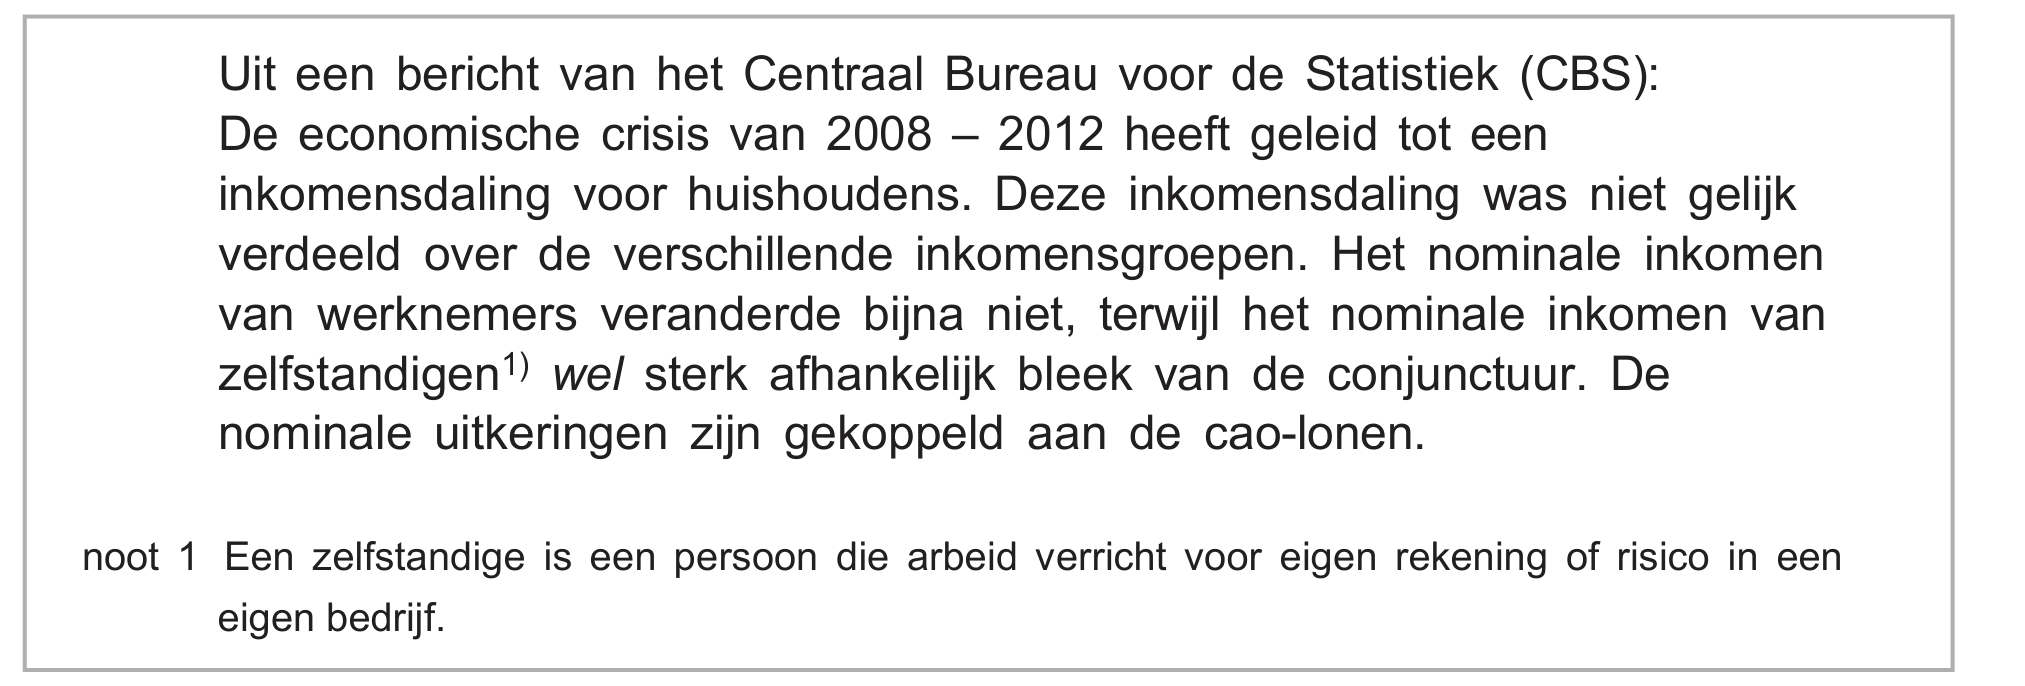 Uit een bericht van het Centraal Bureau voor de Statistiek (CBS):
De economische crisis van 2008 – 2012 heeft geleid tot een
inkomensdaling voor huishoudens. Deze inkomensdaling was niet gelijk
verdeeld over de verschillende inkomensgroepen. Het nominale inkomen
van werknemers veranderde bijna niet, terwijl het nominale inkomen van
zelfstandigen1) wel sterk afhankelijk bleek van de conjunctuur. De
nominale uitkeringen zijn gekoppeld aan de cao-lonen.
noot 1 Een zelfstandige is een persoon die arbeid verricht voor eigen rekening of risico in een
eigen bedrijf.